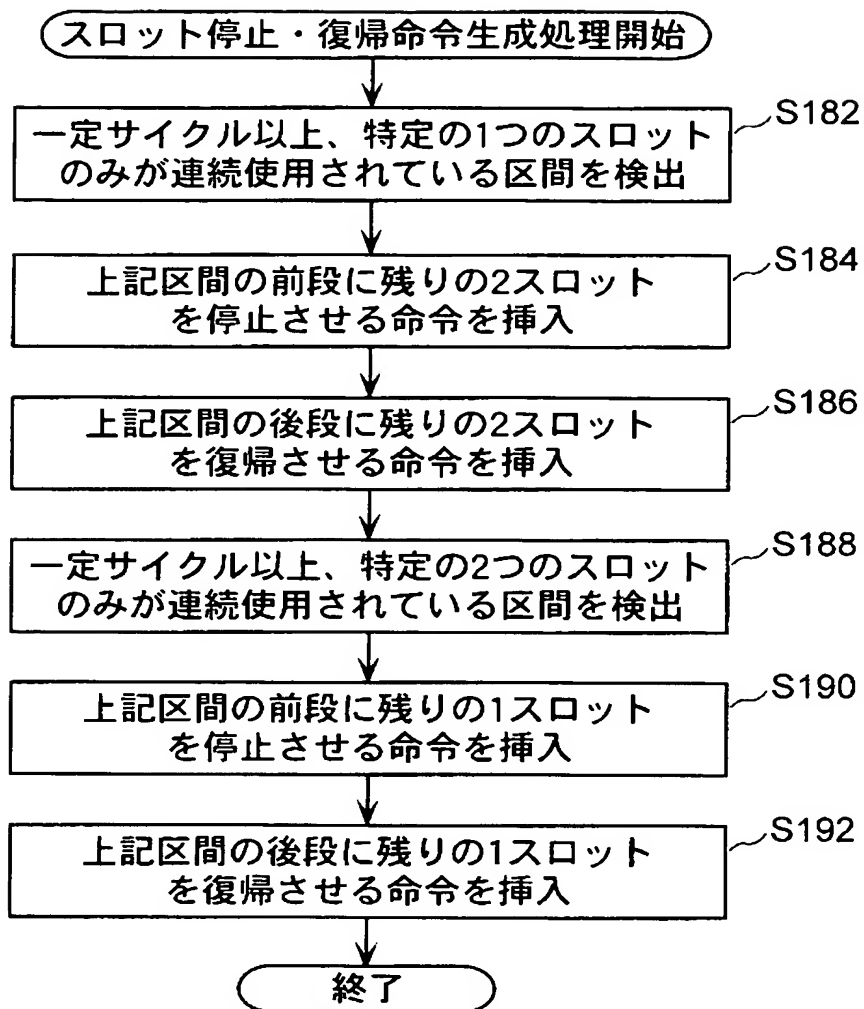 スロット停止・復帰命令生成処理開始
S182
一定サイクル以上、特定の1つのスロット
のみが連続使用されている区間を検出
S184
上記区間の前段に残りの2スロット
を停止させる命令を挿入
S186
上記区間の後段に残りの2スロット
を復帰させる命令を挿入
S188
一定サイクル以上、特定の2つのスロット
のみが連続使用されている区間を検出
S190
上記区間の前段に残りの1スロット
を停止させる命令を挿入
S192
上記区間の後段に残りの1スロット
を復帰させる命令を挿入
終了